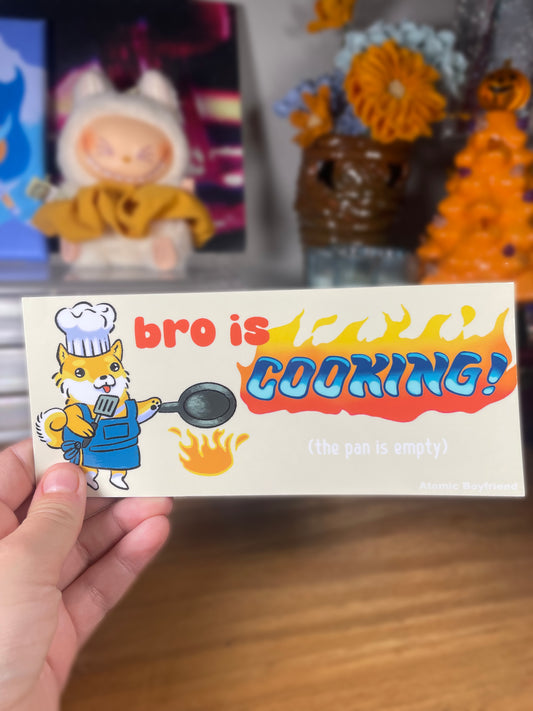 bro is
COOKING!
(the pan is empty)
Atomic Boyfriend